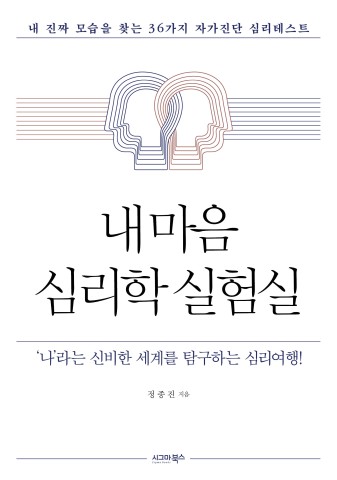 내 진짜 모습을 찾는 36가지 자가진단 심리테스트
내 마음
심리학 실험실
‘나’라는 신비한 세계를 탐구하는 심리여행!
정종진 지음
시그마북스